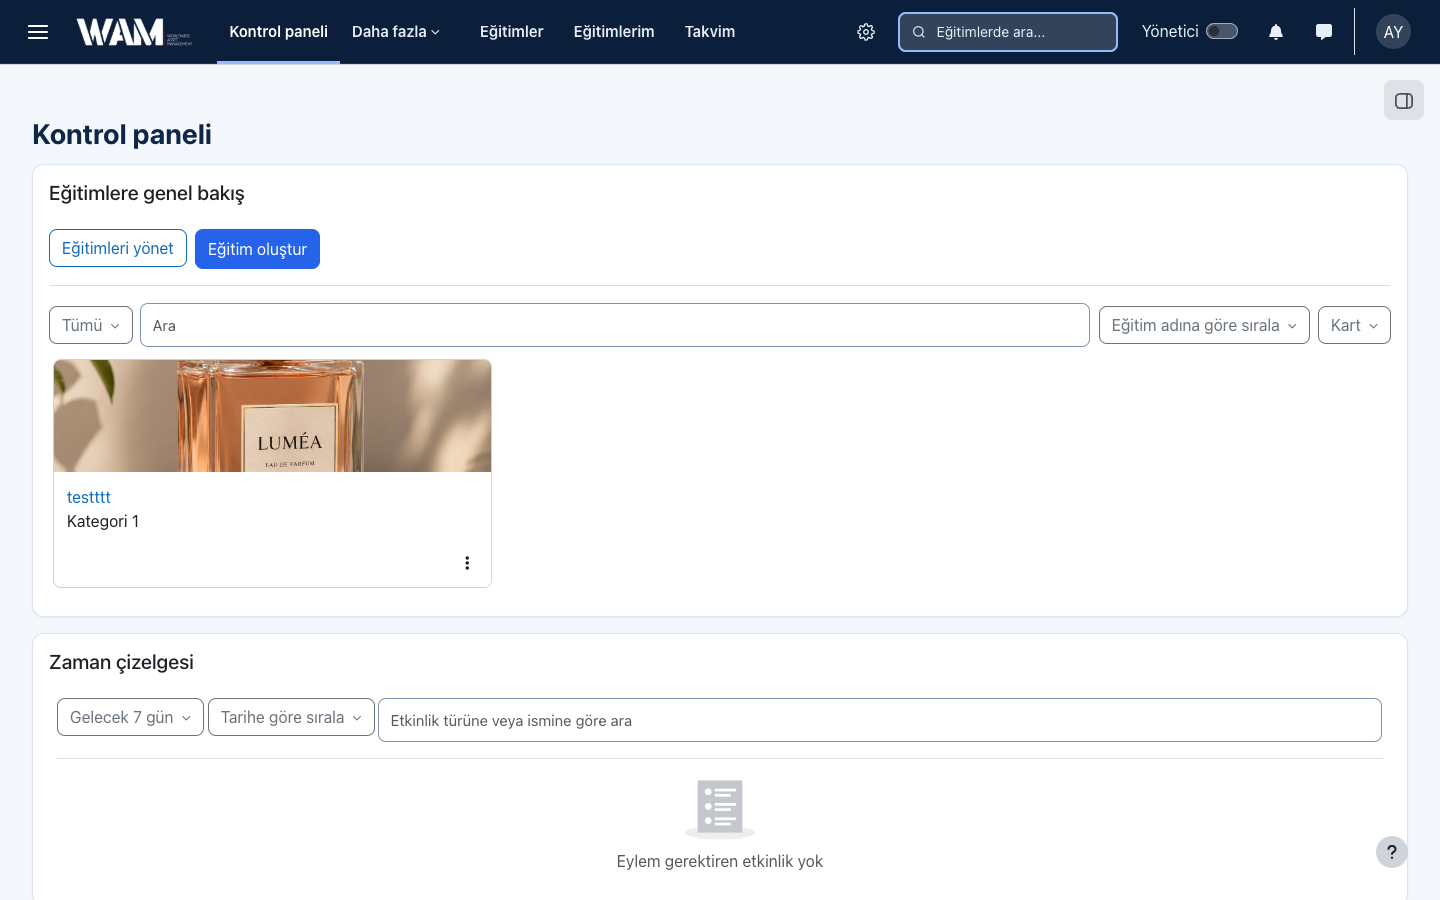 WAM
Kontrol paneli
Daha fazla
Eğitimler
Eğitimlerim
Takvim
Eğitimlerde ara...
Yönetici
AY
Kontrol paneli
Eğitimlere genel bakış
Eğitimleri yönet
Eğitim oluştur
Tümü
Ara
Eğitim adına göre sırala
Kart
LUMÉA
EAU DE PARFUM
testttt
Kategori 1
Zaman çizelgesi
Gelecek 7 gün
Tarihe göre sırala
Etkinlik türüne veya ismine göre ara
Eylem gerektiren etkinlik yok
?